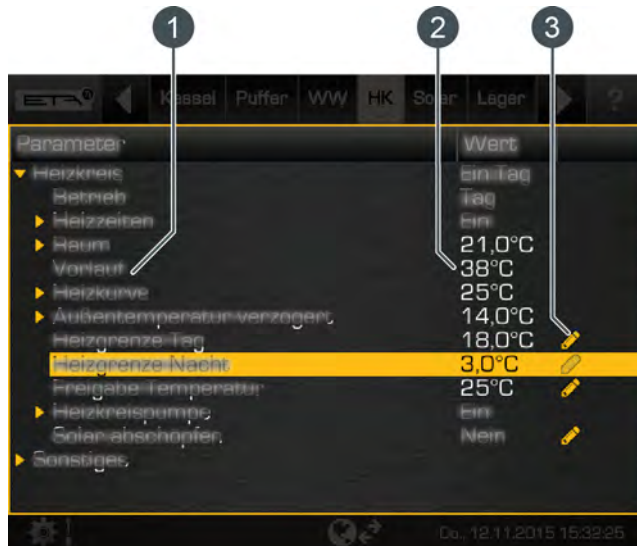 1 2 3
ETA Kessel Puffer WW HK Solar Lager ?
Parameter Wert
Heizkreis Ein Tag
Betrieb Tag
Heizzeiten Ein
Raum 21,0°C
Vorlauf 38°C
Heizkurve 25°C
Außentemperatur verzögert 14,0°C
Heizgrenze Tag 18,0°C
Heizgrenze Nacht 3,0°C
Freigabe Temperatur 25°C
Heizkreispumpe Ein
Solar abschöpfen Nein
Sonstiges
Do., 12.11.2015 15:32:25